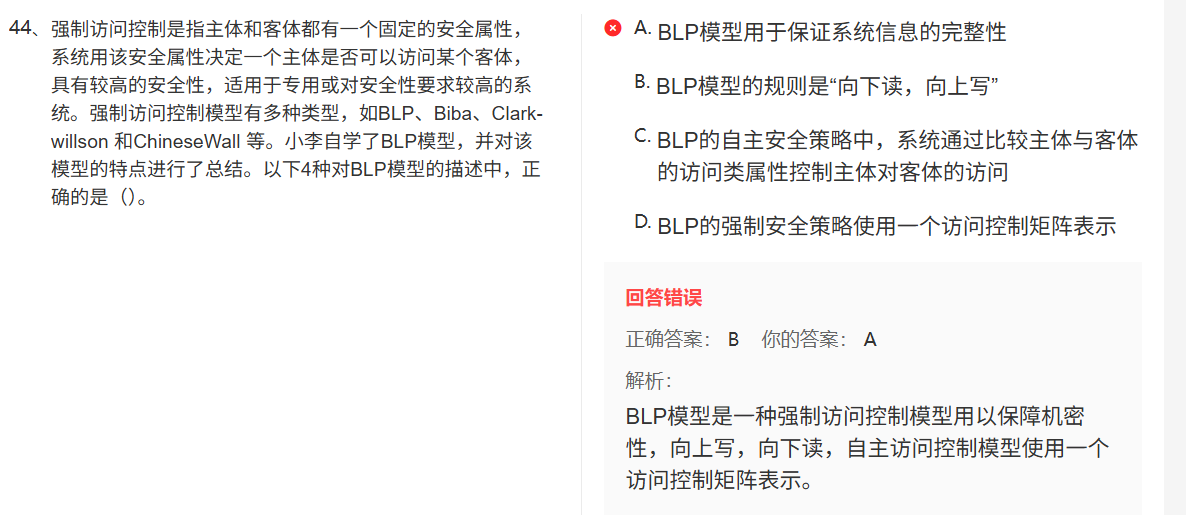 44、强制访问控制是指主体和客体都有一个固定的安全属性，
系统用该安全属性决定一个主体是否可以访问某个客体，
具有较高的安全性，适用于专用或对安全性要求较高的系
统。强制访问控制模型有多种类型，如BLP、Biba、Clark-
willson 和ChineseWall 等。小李自学了BLP模型，并对该
模型的特点进行了总结。以下4种对BLP模型的描述中，正
确的是（）。
A. BLP模型用于保证系统信息的完整性
B. BLP模型的规则是“向下读，向上写”
C. BLP的自主安全策略中，系统通过比较主体与客体
的访问类属性控制主体对客体的访问
D. BLP的强制安全策略使用一个访问控制矩阵表示
回答错误
正确答案： B 你的答案： A
解析：
BLP模型是一种强制访问控制模型用以保障机密
性，向上写，向下读，自主访问控制模型使用一个
访问控制矩阵表示。